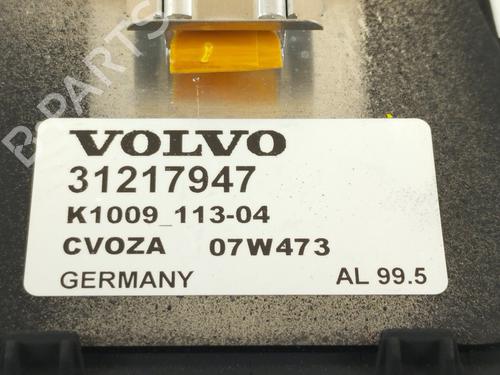 B-PARTS
VOLVO
31217947
K1009_113-04
CVOZA 07W473
GERMANY AL 99.5